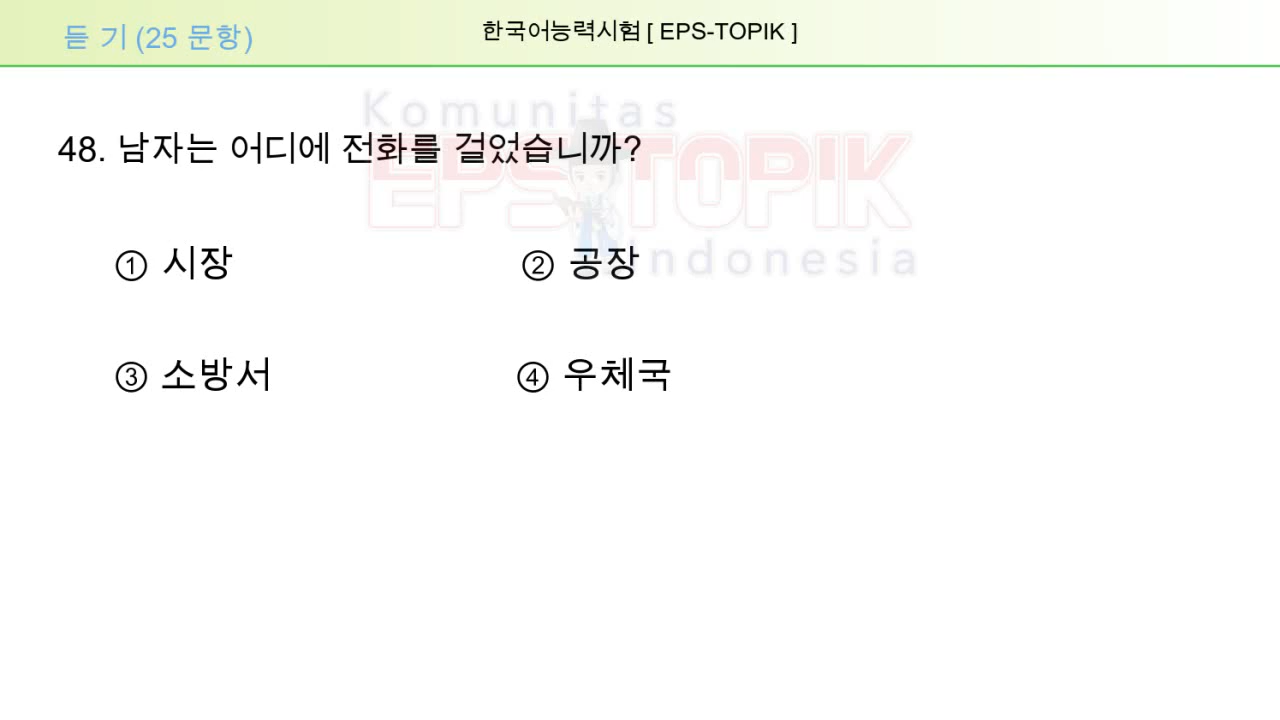 듣 기 (25 문항)
한국어능력시험 [ EPS-TOPIK ]
Komunitas
EPS TOPIK
Indonesia
48. 남자는 어디에 전화를 걸었습니까?
① 시장
② 공장
③ 소방서
④ 우체국